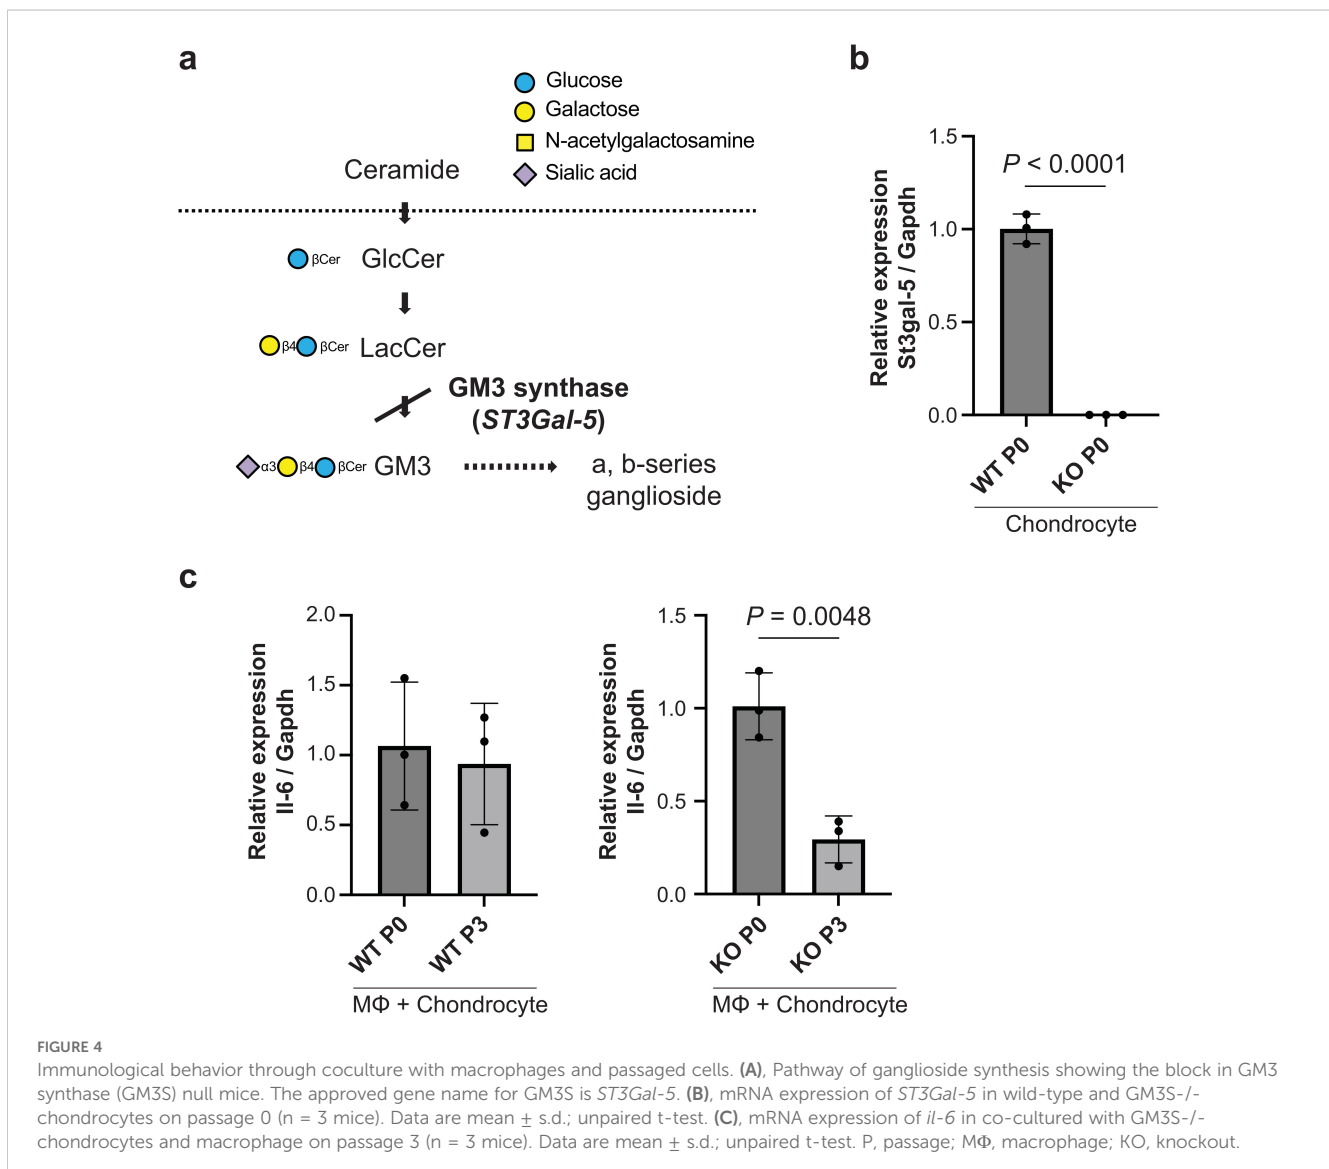 a
Glucose
Galactose
N-acetylgalactosamine
Sialic acid
Ceramide
βCer GlcCer
β4 βCer LacCer
GM3 synthase
(ST3Gal-5)
α3 β4 βCer GM3
a, b-series
ganglioside
b
Relative expression
St3gal-5 / Gapdh
1.5
1.0
0.5
0.0
P < 0.0001
WT P0
KO P0
Chondrocyte
c
Relative expression
Il-6 / Gapdh
2.0
1.5
1.0
0.5
0.0
WT P0
WT P3
MΦ + Chondrocyte
Relative expression
Il-6 / Gapdh
1.5
1.0
0.5
0.0
P = 0.0048
KO P0
KO P3
MΦ + Chondrocyte
FIGURE 4
Immunological behavior through coculture with macrophages and passaged cells. (A), Pathway of ganglioside synthesis showing the block in GM3
synthase (GM3S) null mice. The approved gene name for GM3S is ST3Gal-5. (B), mRNA expression of ST3Gal-5 in wild-type and GM3S-/-
chondrocytes on passage 0 (n = 3 mice). Data are mean ± s.d.; unpaired t-test. (C), mRNA expression of il-6 in co-cultured with GM3S-/-
chondrocytes and macrophage on passage 3 (n = 3 mice). Data are mean ± s.d.; unpaired t-test. P, passage; MΦ, macrophage; KO, knockout.